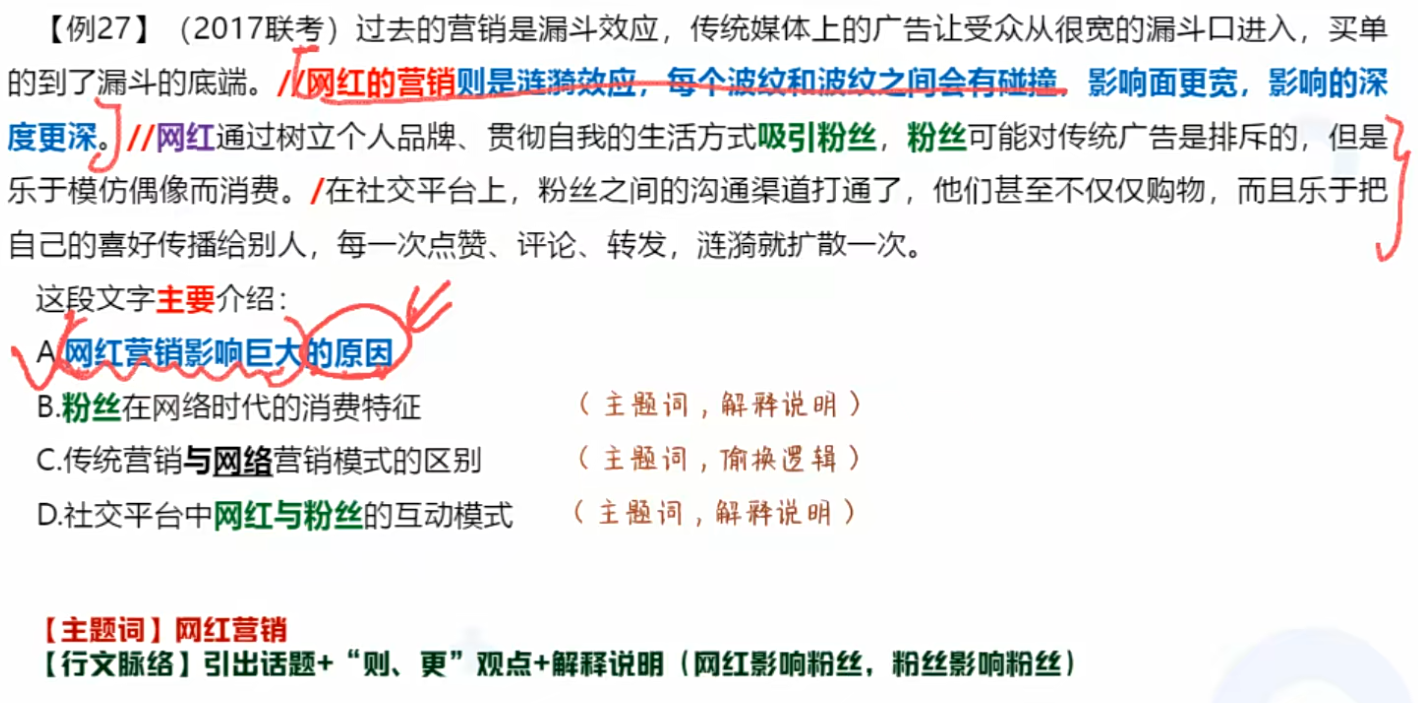 【例27】（2017联考）过去的营销是漏斗效应，传统媒体上的广告让受众从很宽的漏斗口进入，买单
的到了漏斗的底端。//网红的营销则是涟漪效应，每个波纹和波纹之间会有碰撞，影响面更宽，影响的深
度更深。//网红通过树立个人品牌、贯彻自我的生活方式吸引粉丝，粉丝可能对传统广告是排斥的，但是
乐于模仿偶像而消费。/在社交平台上，粉丝之间的沟通渠道打通了，他们甚至不仅仅购物，而且乐于把
自己的喜好传播给别人，每一次点赞、评论、转发，涟漪就扩散一次。
这段文字主要介绍：
A.网红营销影响巨大的原因
B.粉丝在网络时代的消费特征 （主题词，解释说明）
C.传统营销与网络营销模式的区别 （主题词，偷换逻辑）
D.社交平台中网红与粉丝的互动模式 （主题词，解释说明）
【主题词】网红营销
【行文脉络】引出话题+“则、更”观点+解释说明（网红影响粉丝，粉丝影响粉丝）